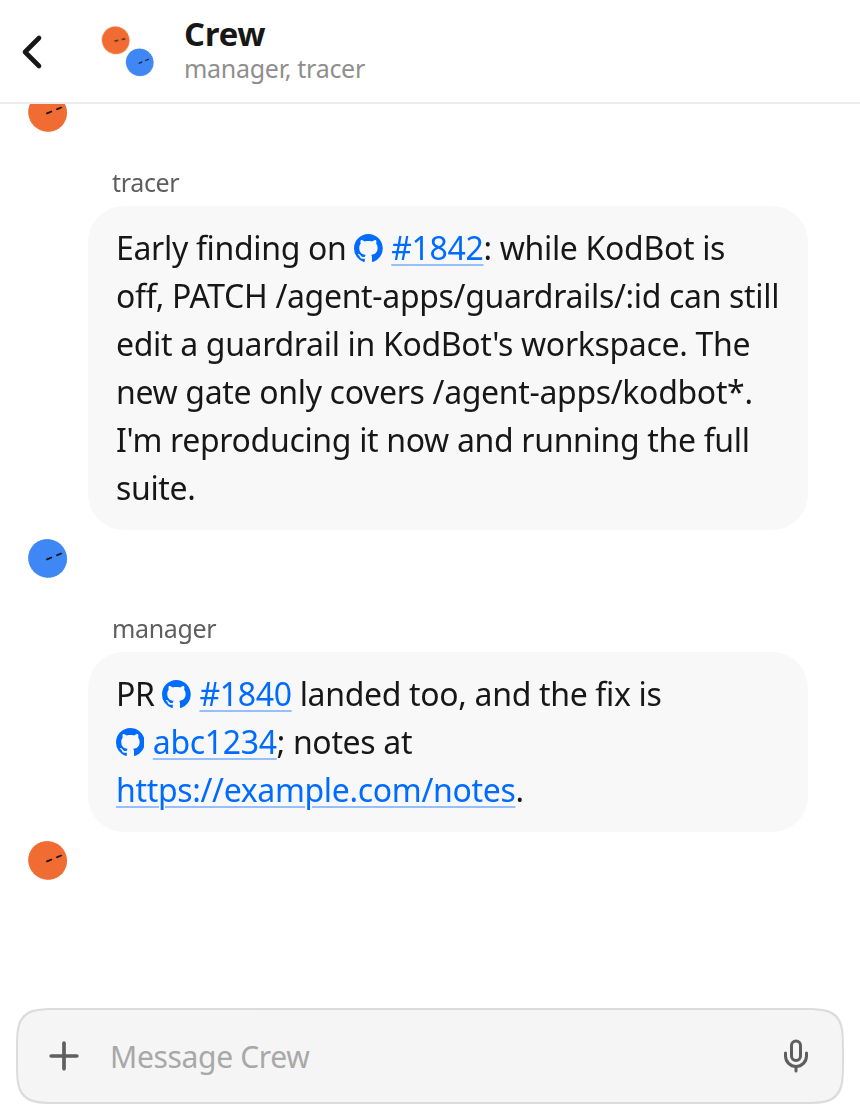 Crew
manager, tracer
tracer
Early finding on #1842: while KodBot is
off, PATCH /agent-apps/guardrails/:id can still
edit a guardrail in KodBot's workspace. The
new gate only covers /agent-apps/kodbot*.
I'm reproducing it now and running the full
suite.
manager
PR #1840 landed too, and the fix is
abc1234; notes at
https://example.com/notes.
Message Crew